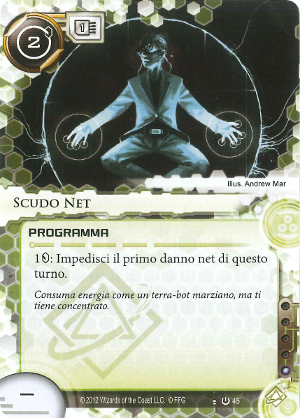 2
1
Illus. Andrew Mar
SCUDO NET
PROGRAMMA
1: Impedisci il primo danno net di questo
turno.
Consuma energia come un terra-bot marziano, ma ti
tiene concentrato.
–
© 2012 Wizards of the Coast LLC. © FFG 45